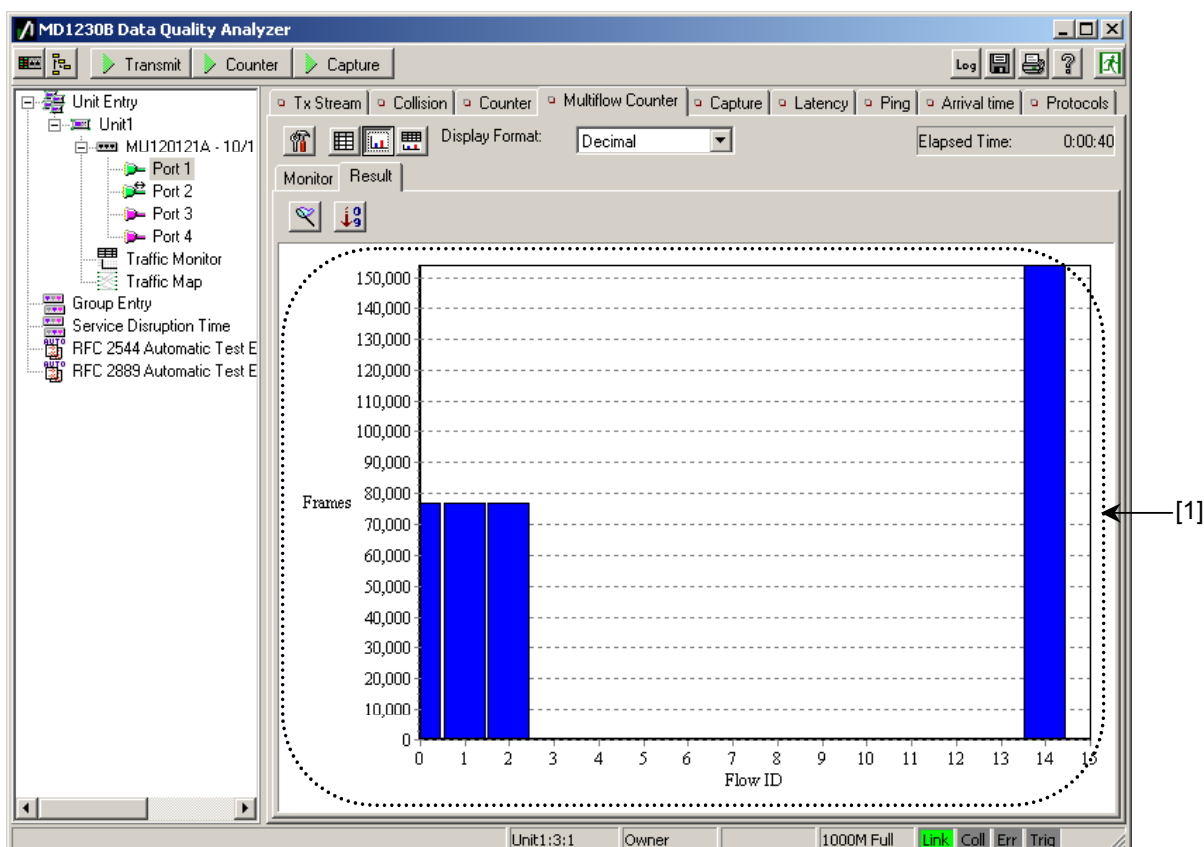 MD1230B Data Quality Analyzer
Transmit Counter Capture Log
Unit Entry
Unit1
MU120121A - 10/1
Port 1
Port 2
Port 3
Port 4
Traffic Monitor
Traffic Map
Group Entry
Service Disruption Time
AUTO RFC 2544 Automatic Test E
AUTO RFC 2889 Automatic Test E
Tx Stream Collision Counter Multiflow Counter Capture Latency Ping Arrival time Protocols
Display Format: Decimal Elapsed Time: 0:00:40
Monitor Result
150,000
140,000
130,000
120,000
110,000
100,000
90,000
80,000
Frames
70,000
60,000
50,000
40,000
30,000
20,000
10,000
0
0 1 2 3 4 5 6 7 8 9 10 11 12 13 14 15
Flow ID
[1]
Unit1:3:1 Owner 1000M Full Link Coll Err Trig